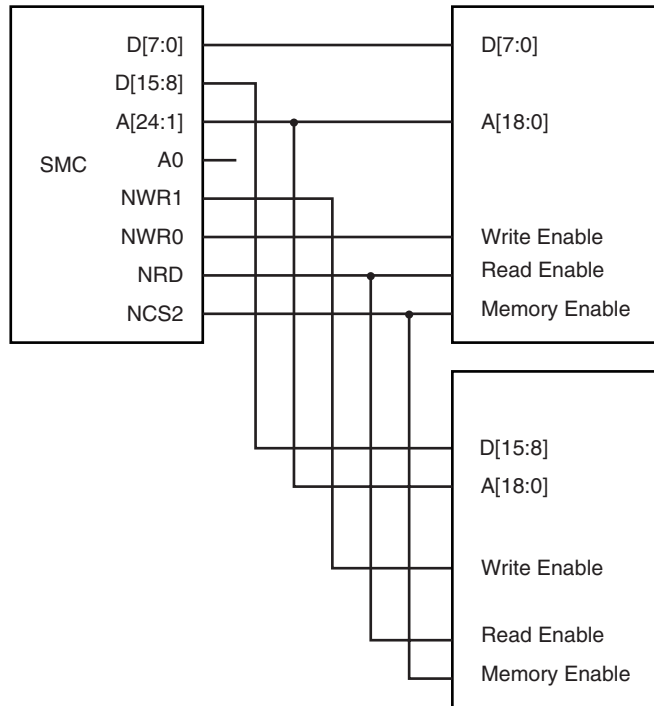 D[7:0]
D[15:8]
A[24:1]
SMC
A0
NWR1
NWR0
NRD
NCS2
D[7:0]
A[18:0]
Write Enable
Read Enable
Memory Enable
D[15:8]
A[18:0]
Write Enable
Read Enable
Memory Enable